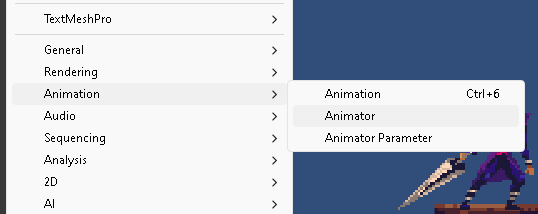 TextMeshPro
General
Rendering
Animation
Animation Ctrl+6
Audio
Animator
Sequencing
Animator Parameter
Analysis
2D
AI